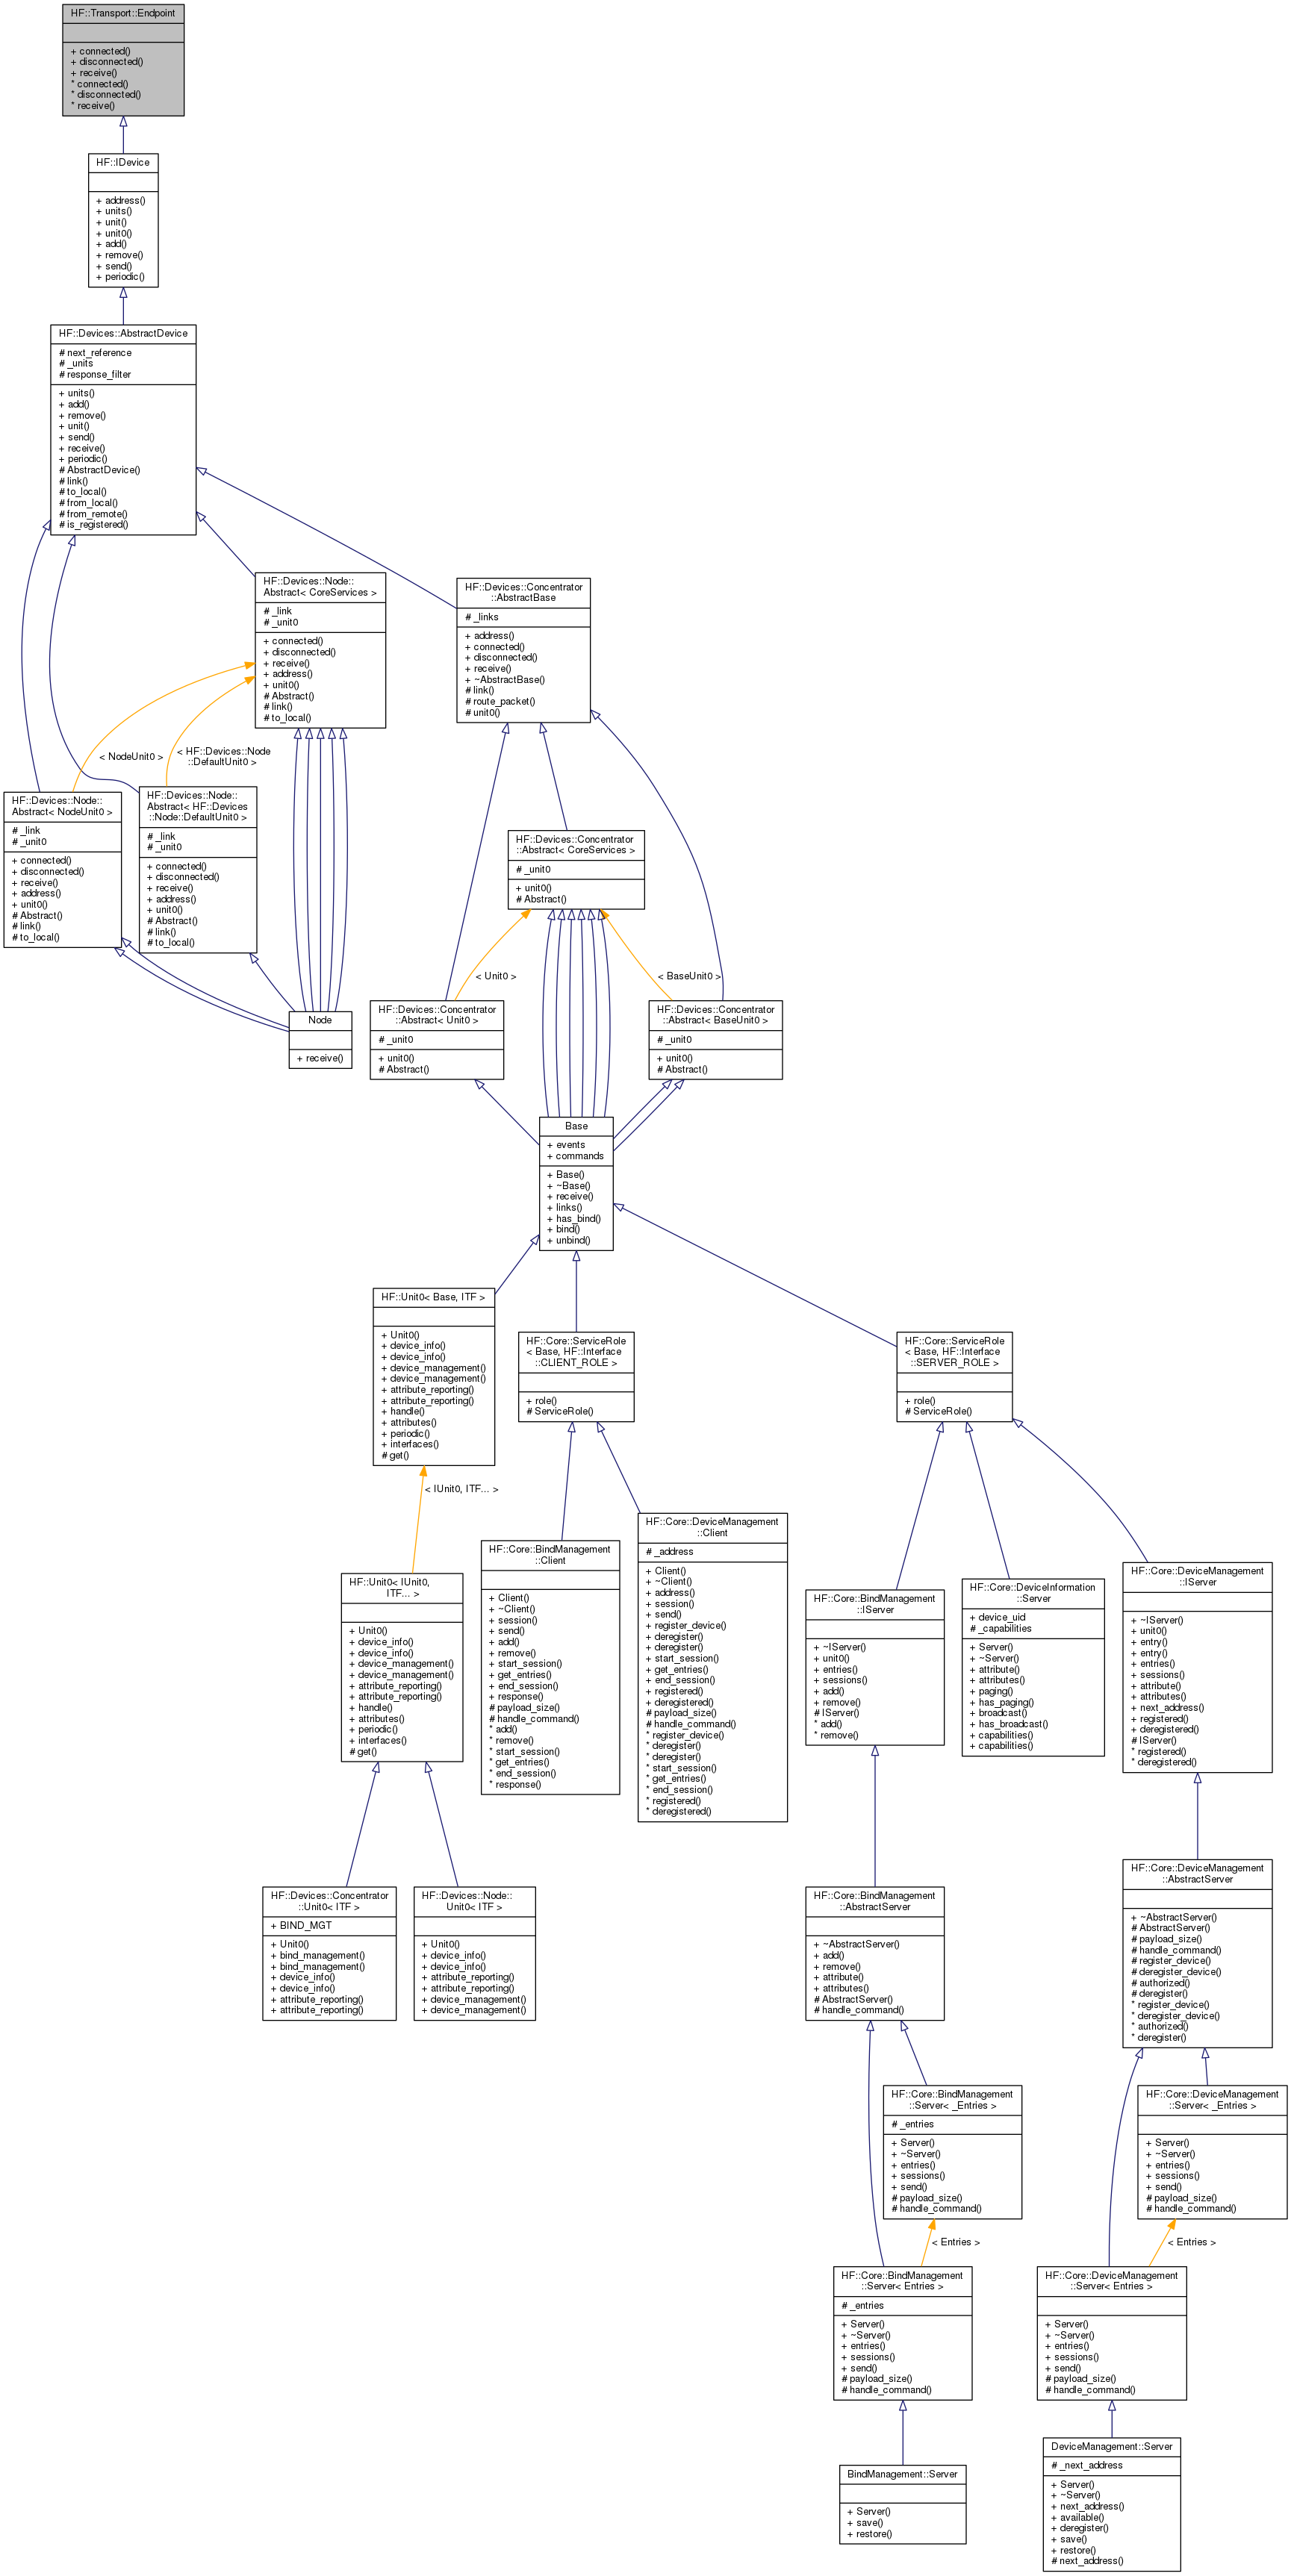 HF::Transport::Endpoint
+ connected()
+ disconnected()
+ receive()
* connected()
* disconnected()
* receive()
HF::IDevice
+ address()
+ units()
+ unit()
+ unit0()
+ add()
+ remove()
+ send()
+ periodic()
HF::Devices::AbstractDevice
# next_reference
# _units
# response_filter
+ units()
+ add()
+ remove()
+ unit()
+ send()
+ receive()
+ periodic()
# AbstractDevice()
# link()
# to_local()
# from_local()
# from_remote()
# is_registered()
HF::Devices::Node::
Abstract< CoreServices >
# _link
# _unit0
+ connected()
+ disconnected()
+ receive()
+ address()
+ unit0()
# Abstract()
# link()
# to_local()
HF::Devices::Concentrator
::AbstractBase
# _links
+ address()
+ connected()
+ disconnected()
+ receive()
+ ~AbstractBase()
# link()
# route_packet()
# unit0()
< NodeUnit0 >
< HF::Devices::Node
::DefaultUnit0 >
HF::Devices::Node::
Abstract< NodeUnit0 >
# _link
# _unit0
+ connected()
+ disconnected()
+ receive()
+ address()
+ unit0()
# Abstract()
# link()
# to_local()
HF::Devices::Node::
Abstract< HF::Devices
::Node::DefaultUnit0 >
# _link
# _unit0
+ connected()
+ disconnected()
+ receive()
+ address()
+ unit0()
# Abstract()
# link()
# to_local()
HF::Devices::Concentrator
::Abstract< CoreServices >
# _unit0
+ unit0()
# Abstract()
< Unit0 >
< BaseUnit0 >
Node
+ receive()
HF::Devices::Concentrator
::Abstract< Unit0 >
# _unit0
+ unit0()
# Abstract()
HF::Devices::Concentrator
::Abstract< BaseUnit0 >
# _unit0
+ unit0()
# Abstract()
Base
+ events
+ commands
+ Base()
+ ~Base()
+ receive()
+ links()
+ has_bind()
+ bind()
+ unbind()
HF::Unit0< Base, ITF >
+ Unit0()
+ device_info()
+ device_info()
+ device_management()
+ device_management()
+ attribute_reporting()
+ attribute_reporting()
+ handle()
+ attributes()
+ periodic()
+ interfaces()
# get()
HF::Core::ServiceRole
< Base, HF::Interface
::CLIENT_ROLE >
+ role()
# ServiceRole()
HF::Core::ServiceRole
< Base, HF::Interface
::SERVER_ROLE >
+ role()
# ServiceRole()
< IUnit0, ITF... >
HF::Unit0< IUnit0,
ITF... >
+ Unit0()
+ device_info()
+ device_info()
+ device_management()
+ device_management()
+ attribute_reporting()
+ attribute_reporting()
+ handle()
+ attributes()
+ periodic()
+ interfaces()
# get()
HF::Core::BindManagement
::Client
+ Client()
+ ~Client()
+ session()
+ send()
+ add()
+ remove()
+ start_session()
+ get_entries()
+ end_session()
+ response()
# payload_size()
# handle_command()
* add()
* remove()
* start_session()
* get_entries()
* end_session()
* response()
HF::Core::DeviceManagement
::Client
# _address
+ Client()
+ ~Client()
+ address()
+ session()
+ send()
+ register_device()
+ deregister()
+ deregister()
+ start_session()
+ get_entries()
+ end_session()
+ registered()
+ deregistered()
# payload_size()
# handle_command()
* register_device()
* deregister()
* deregister()
* start_session()
* get_entries()
* end_session()
* registered()
* deregistered()
HF::Core::BindManagement
::IServer
+ ~IServer()
+ unit0()
+ entries()
+ sessions()
+ add()
+ remove()
# IServer()
* add()
* remove()
HF::Core::DeviceInformation
::Server
+ device_uid
# _capabilities
+ Server()
+ ~Server()
+ attribute()
+ attributes()
+ paging()
+ has_paging()
+ broadcast()
+ has_broadcast()
+ capabilities()
+ capabilities()
HF::Core::DeviceManagement
::IServer
+ ~IServer()
+ unit0()
+ entry()
+ entry()
+ entries()
+ sessions()
+ attribute()
+ attributes()
+ next_address()
+ registered()
+ deregistered()
# IServer()
* registered()
* deregistered()
HF::Devices::Concentrator
::Unit0< ITF >
+ BIND_MGT
+ Unit0()
+ bind_management()
+ bind_management()
+ device_info()
+ device_info()
+ attribute_reporting()
+ attribute_reporting()
HF::Devices::Node::
Unit0< ITF >
+ Unit0()
+ device_info()
+ device_info()
+ attribute_reporting()
+ attribute_reporting()
+ device_management()
+ device_management()
HF::Core::BindManagement
::AbstractServer
+ ~AbstractServer()
+ add()
+ remove()
+ attribute()
+ attributes()
# AbstractServer()
# handle_command()
HF::Core::DeviceManagement
::AbstractServer
+ ~AbstractServer()
# AbstractServer()
# payload_size()
# handle_command()
# register_device()
# deregister_device()
# authorized()
# deregister()
* register_device()
* deregister_device()
* authorized()
* deregister()
HF::Core::BindManagement
::Server< _Entries >
# _entries
+ Server()
+ ~Server()
+ entries()
+ sessions()
+ send()
# payload_size()
# handle_command()
HF::Core::DeviceManagement
::Server< _Entries >
+ Server()
+ ~Server()
+ entries()
+ sessions()
+ send()
# payload_size()
# handle_command()
< Entries >
< Entries >
HF::Core::BindManagement
::Server< Entries >
# _entries
+ Server()
+ ~Server()
+ entries()
+ sessions()
+ send()
# payload_size()
# handle_command()
HF::Core::DeviceManagement
::Server< Entries >
+ Server()
+ ~Server()
+ entries()
+ sessions()
+ send()
# payload_size()
# handle_command()
BindManagement::Server
+ Server()
+ save()
+ restore()
DeviceManagement::Server
# _next_address
+ Server()
+ ~Server()
+ next_address()
+ available()
+ deregister()
+ save()
+ restore()
# next_address()